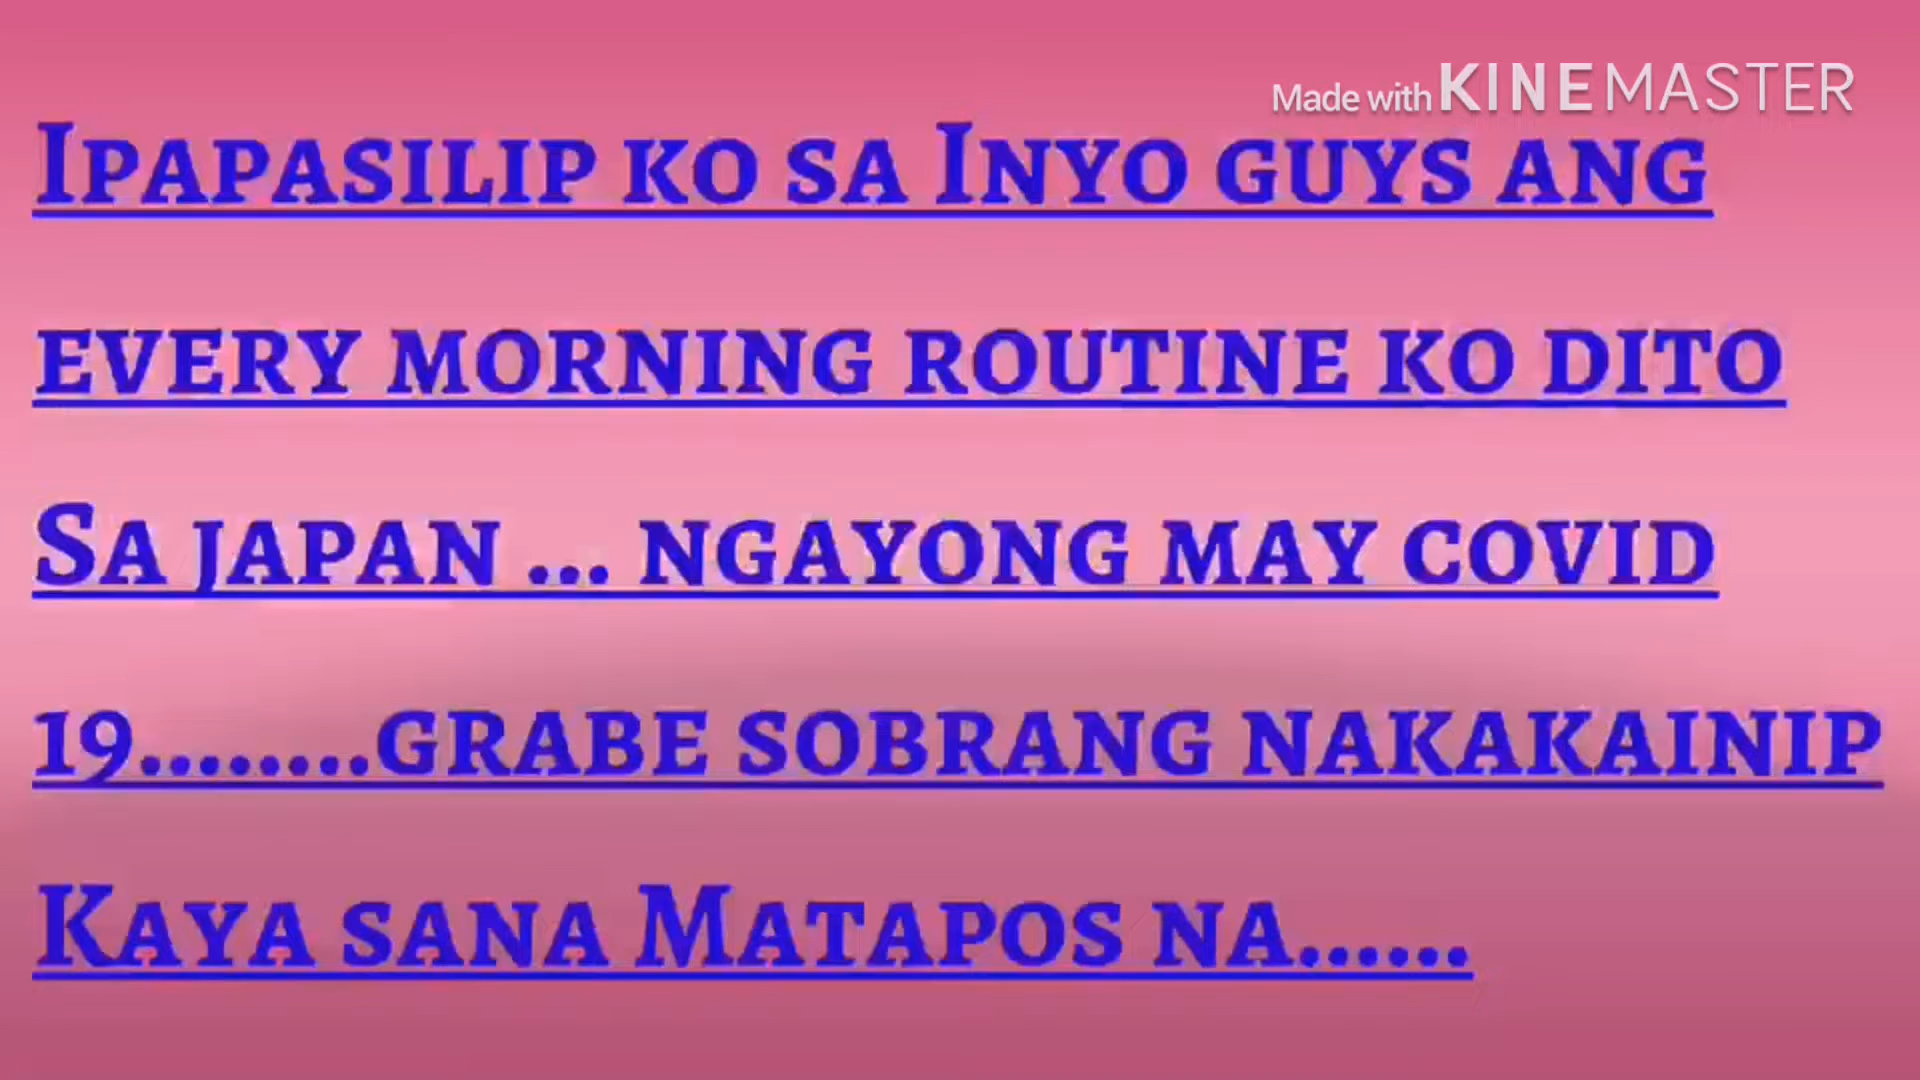 Made with KINEMASTER
Ipapasilip ko sa Inyo guys ang
every morning routine ko dito
Sa japan ... ngayong may covid
19........grabe sobrang nakakainip
Kaya sana Matapos na......